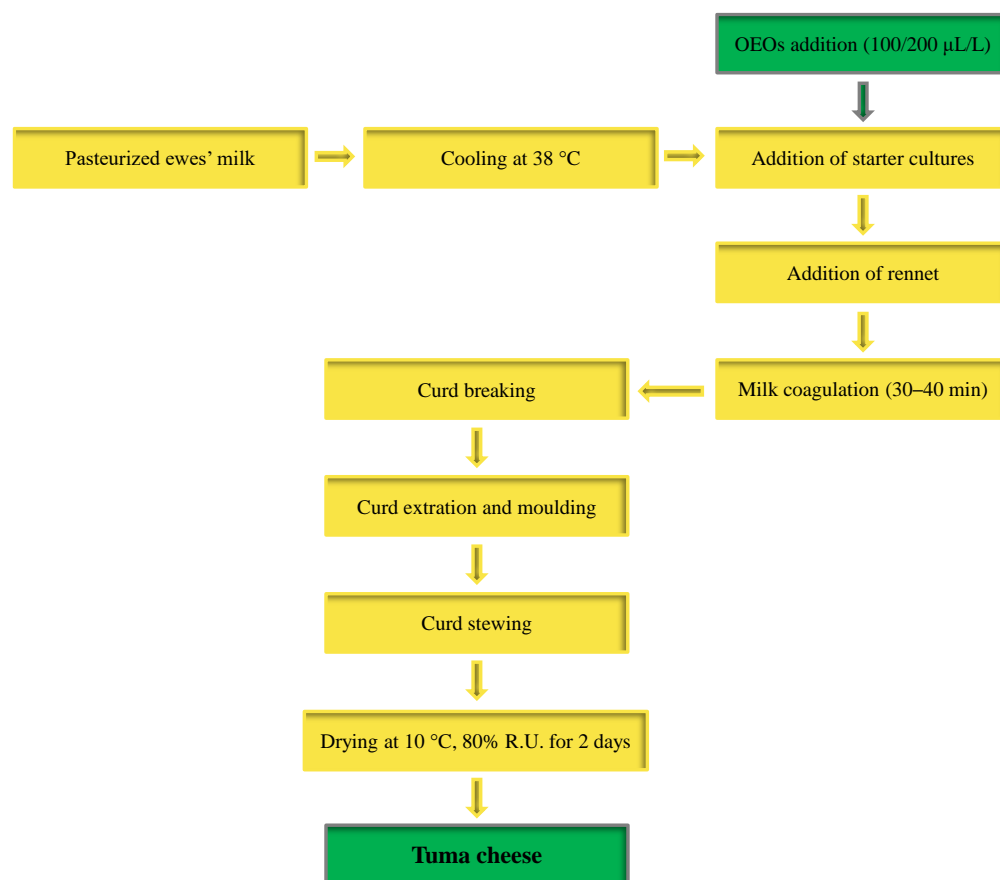 OEOs addition (100/200 μL/L)
Pasteurized ewes’ milk
Cooling at 38 °C
Addition of starter cultures
Addition of rennet
Milk coagulation (30–40 min)
Curd breaking
Curd extration and moulding
Curd stewing
Drying at 10 °C, 80% R.U. for 2 days
Tuma cheese